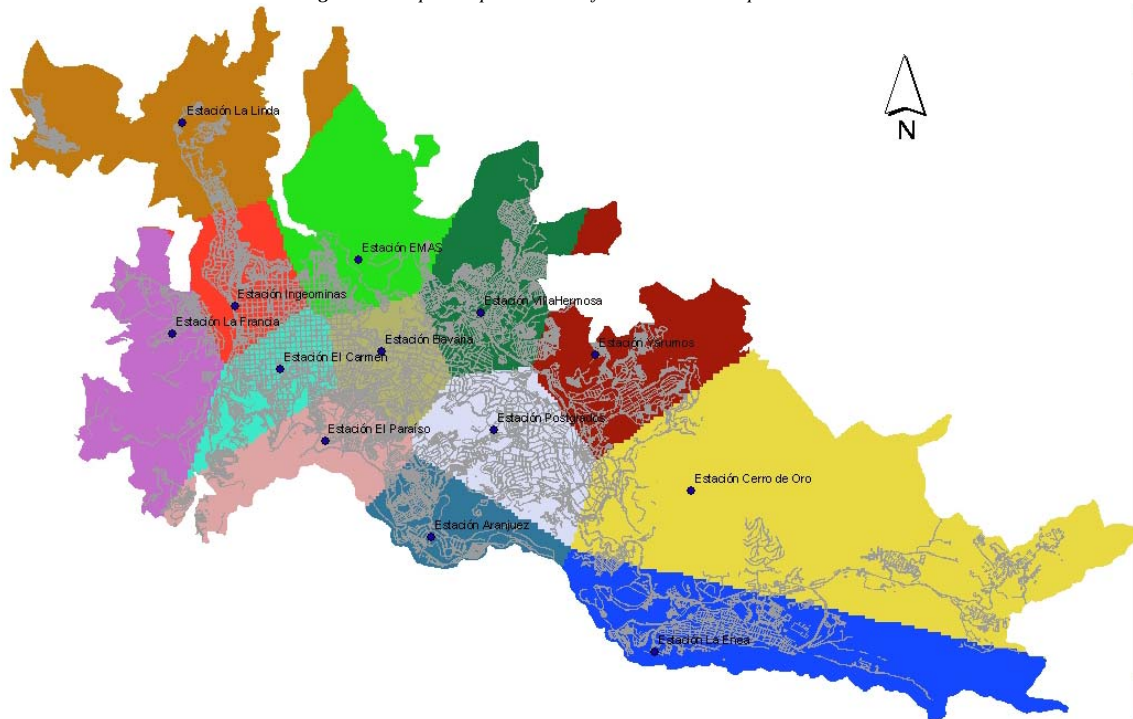 Estación La Linda
N
Estación EMAS
Estación Ingeominas
Estación VillaHermosa
Estación La Francia
Estación Bavaria
Estación Yarumos
Estación El Carmen
Estación Postgrados
Estación El Paraíso
Estación Cerro de Oro
Estación Aranjuez
Estación La Enea